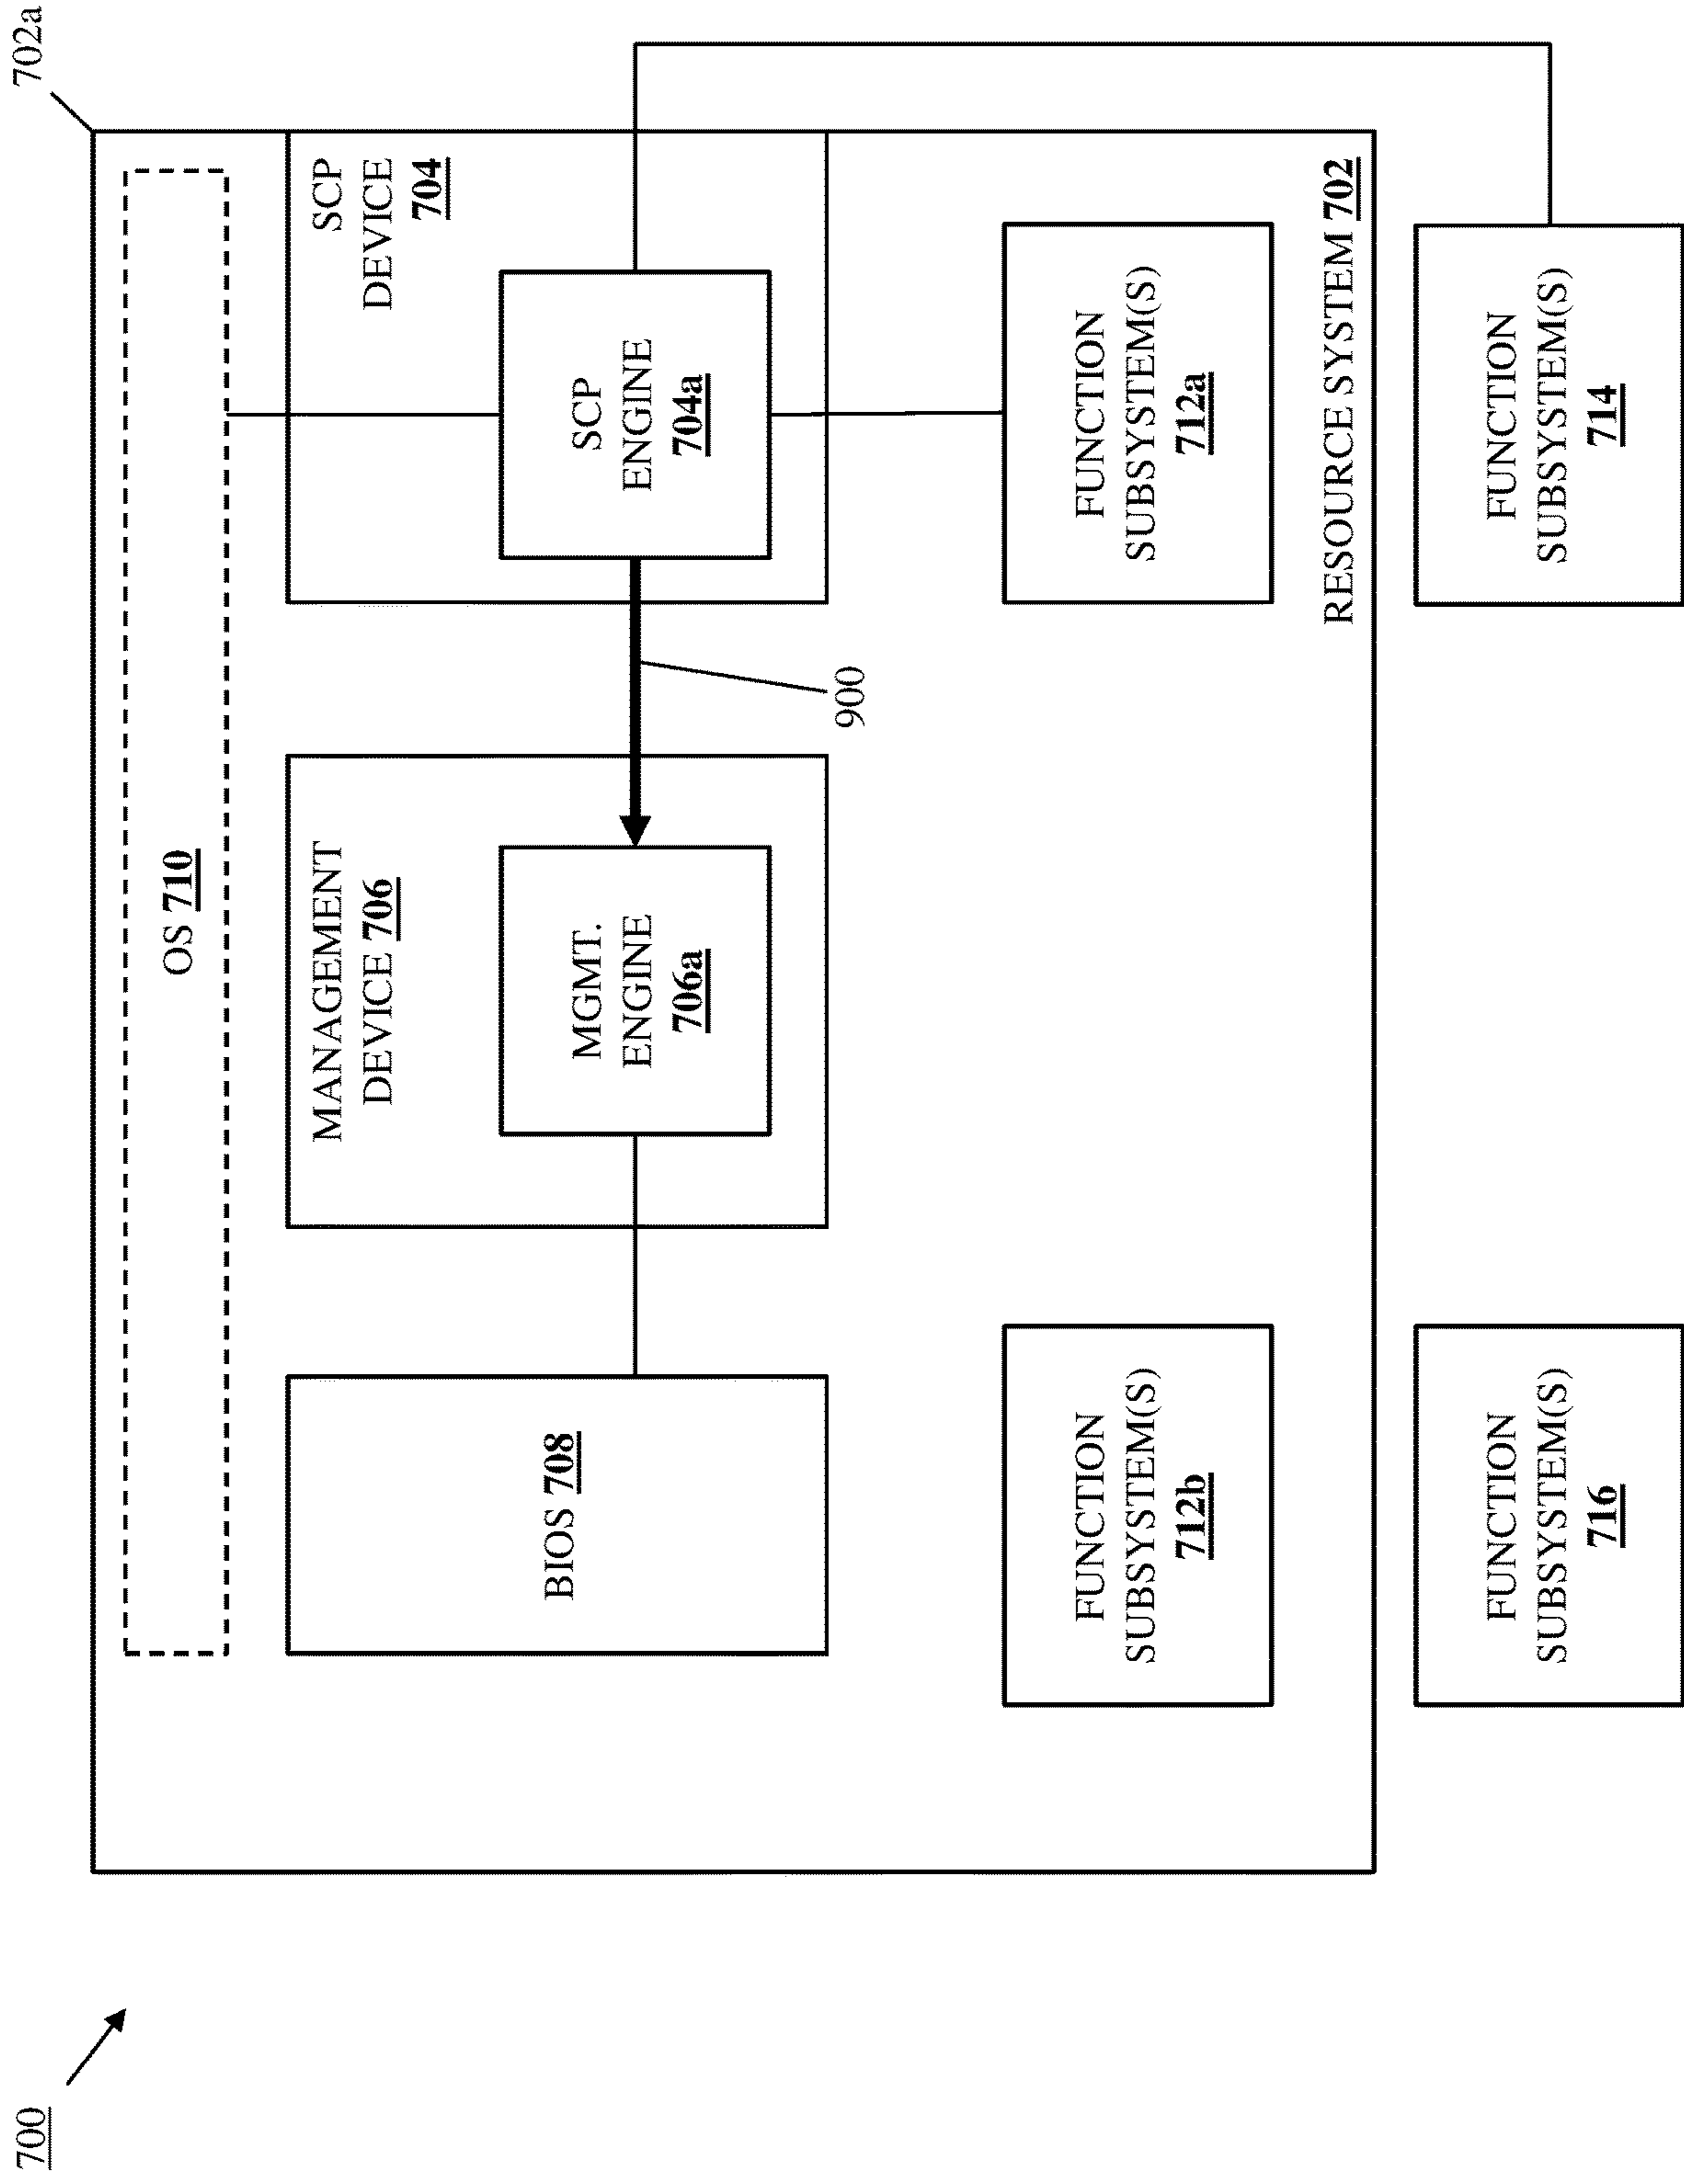 700
702a
OS 710
BIOS 708
MANAGEMENT
DEVICE 706
MGMT.
ENGINE
706a
SCP
DEVICE
704
SCP
ENGINE
704a
900
FUNCTION
SUBSYSTEM(S)
712b
FUNCTION
SUBSYSTEM(S)
712a
RESOURCE SYSTEM 702
FUNCTION
SUBSYSTEM(S)
716
FUNCTION
SUBSYSTEM(S)
714